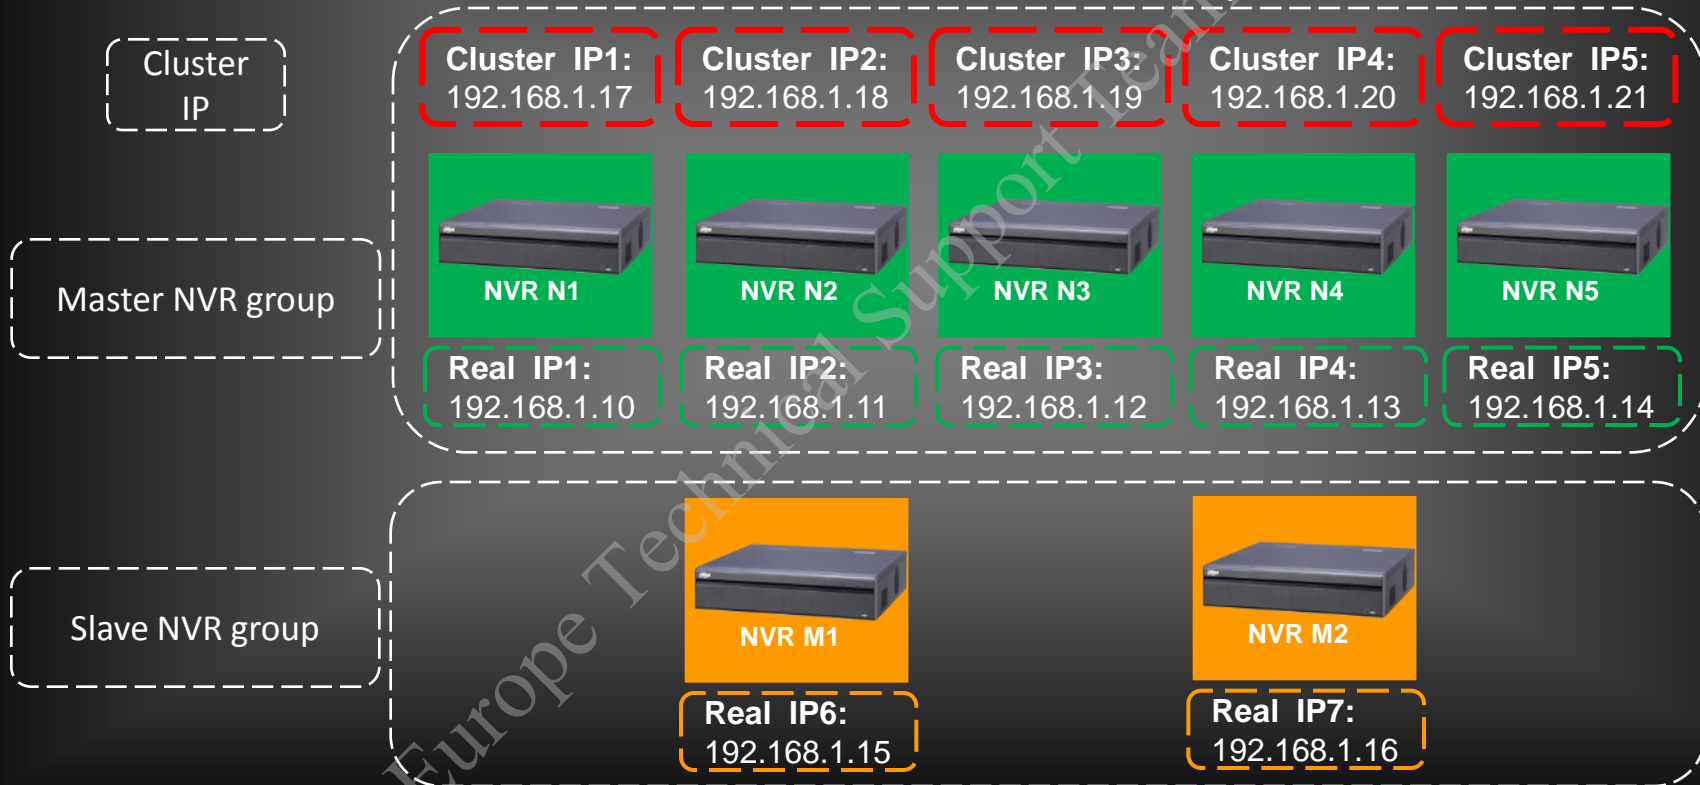 Cluster
IP
Cluster IP1:
192.168.1.17
Cluster IP2:
192.168.1.18
Cluster IP3:
192.168.1.19
Cluster IP4:
192.168.1.20
Cluster IP5:
192.168.1.21
Master NVR group
NVR N1
NVR N2
NVR N3
NVR N4
NVR N5
Real IP1:
192.168.1.10
Real IP2:
192.168.1.11
Real IP3:
192.168.1.12
Real IP4:
192.168.1.13
Real IP5:
192.168.1.14
Slave NVR group
NVR M1
NVR M2
Real IP6:
192.168.1.15
Real IP7:
192.168.1.16
Europe Technical Support Team